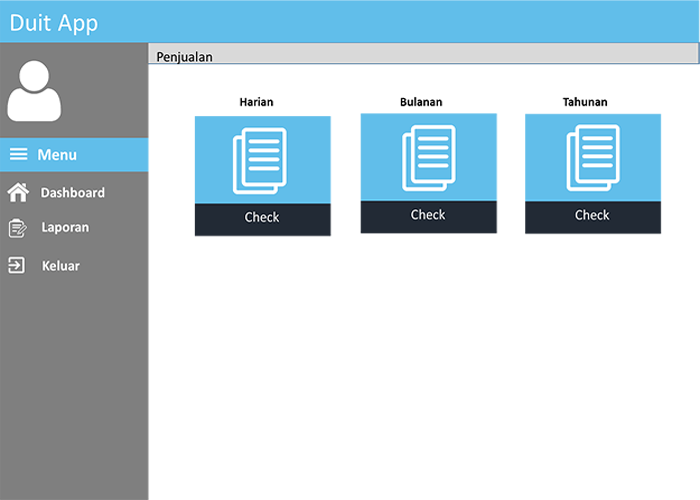 Duit App
Penjualan
Menu
Dashboard
Laporan
Keluar
Harian
Bulanan
Tahunan
Check
Check
Check